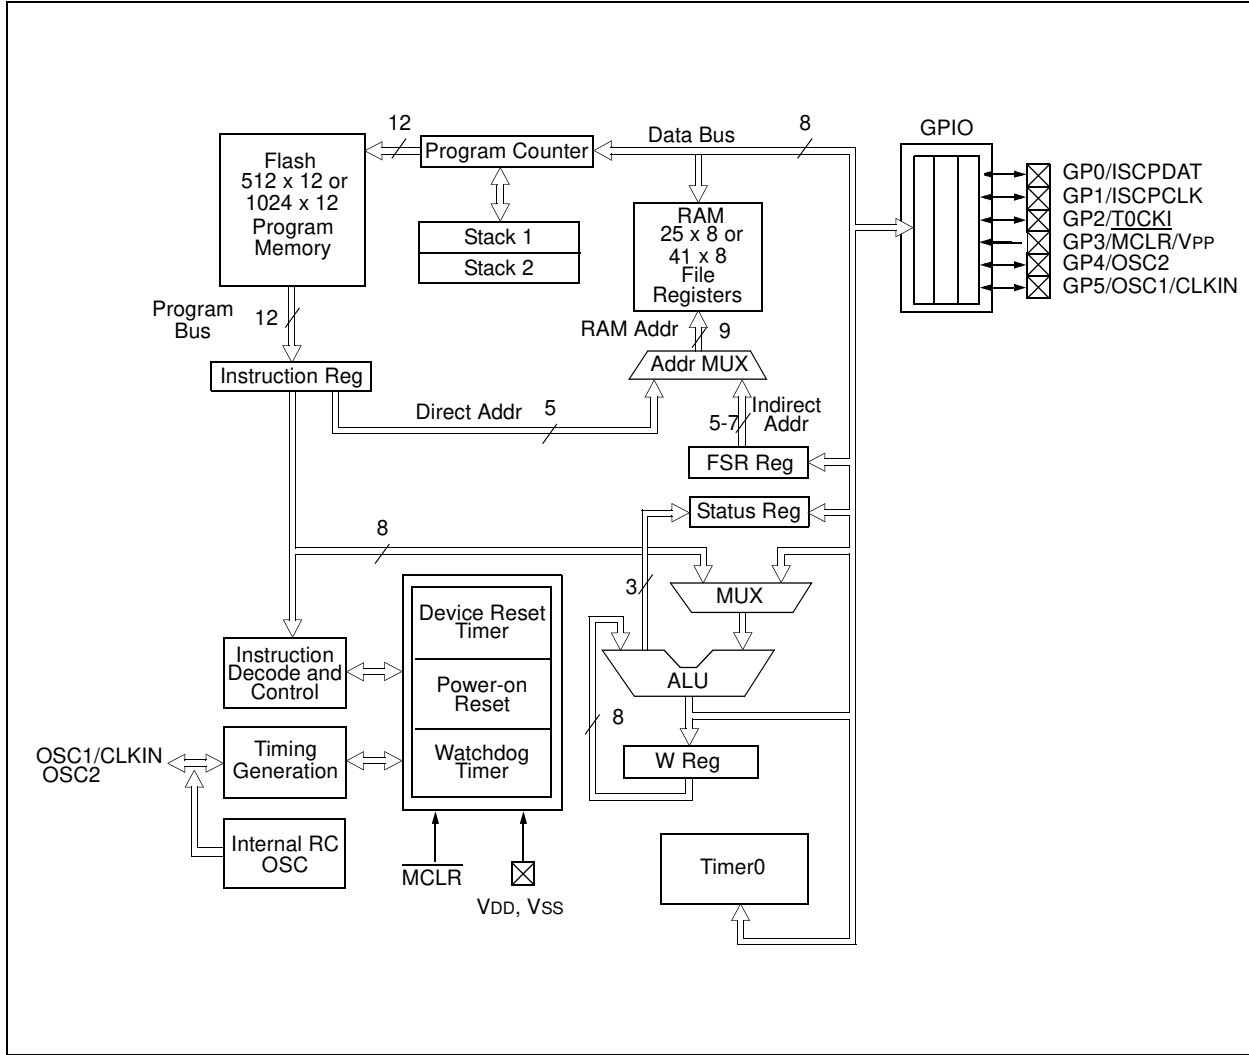 12
Data Bus
8
GPIO
Flash
512 x 12 or
1024 x 12
Program
Memory
Program Counter
Stack 1
Stack 2
RAM
25 x 8 or
41 x 8
File
Registers
GP0/ISCPDAT
GP1/ISCPCLK
GP2/T0CKI
GP3/MCLR/VPP
GP4/OSC2
GP5/OSC1/CLKIN
Program
Bus
12
RAM Addr
9
Instruction Reg
Addr MUX
Direct Addr
5
5-7
Indirect
Addr
FSR Reg
Status Reg
8
3
MUX
Device Reset
Timer
Instruction
Decode and
Control
Power-on
Reset
ALU
8
OSC1/CLKIN
OSC2
Timing
Generation
Watchdog
Timer
W Reg
Internal RC
OSC
MCLR
VDD, VSS
Timer0